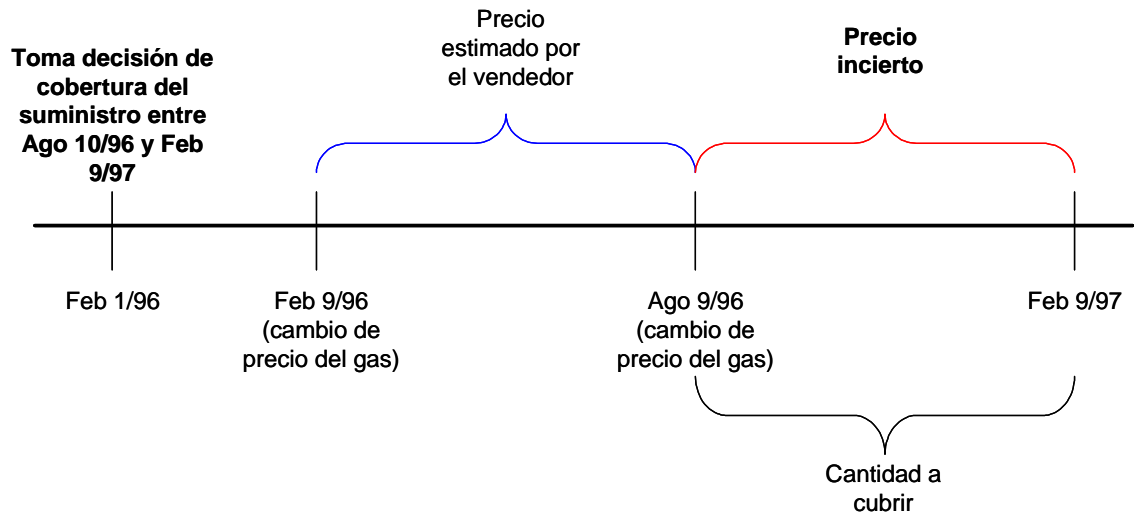 Toma decisión de
cobertura del
suministro entre
Ago 10/96 y Feb
9/97
Precio
estimado por
el vendedor
Precio
incierto
Feb 1/96
Feb 9/96
(cambio de
precio del gas)
Ago 9/96
(cambio de
precio del gas)
Feb 9/97
Cantidad a
cubrir